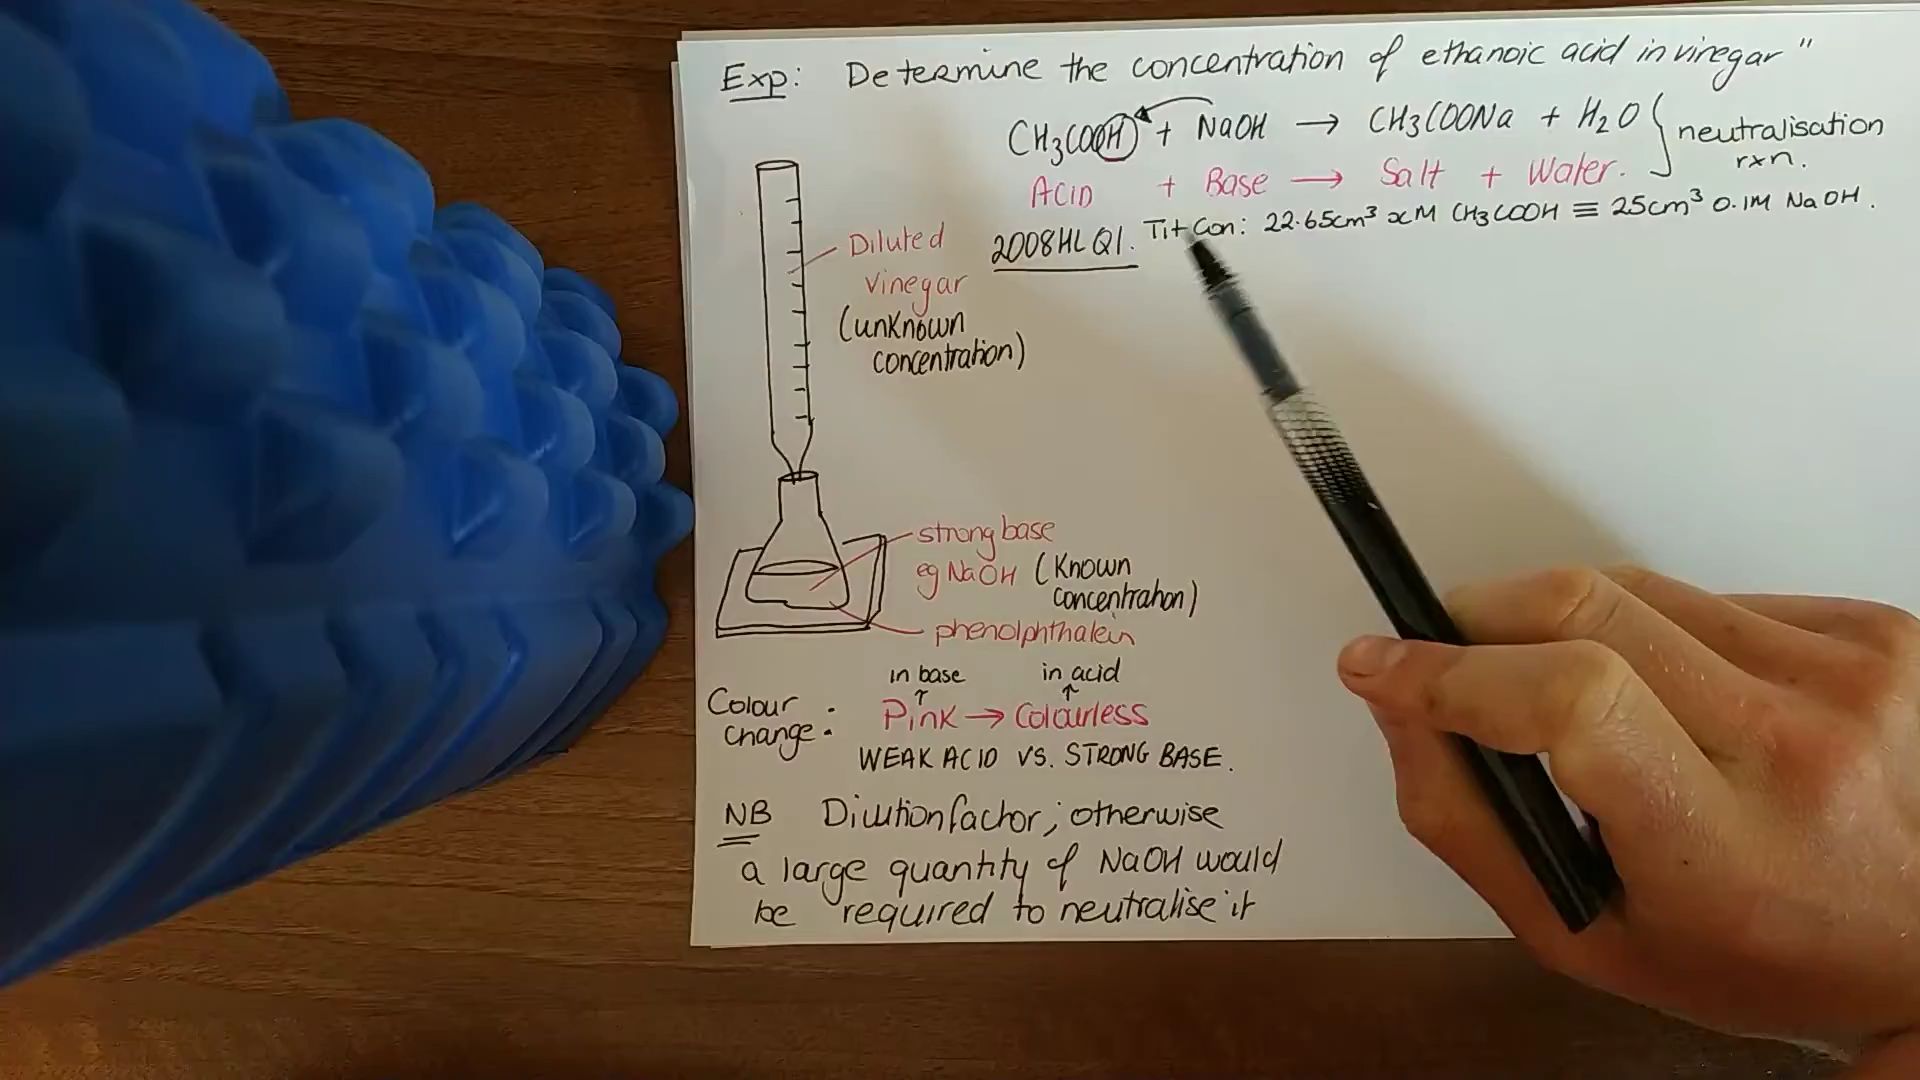 Exp: Determine the concentration of ethanoic acid in vinegar"
CH3COOH + NaOH → CH3COONa + H2O } neutralisation rxn.
ACID + Base → Salt + Water.
2008HL Q1. Tit Con: 22.65cm³ xM CH3COOH ≡ 25cm³ 0.1M NaOH.
Diluted
vinegar
(unknown
concentration)
strong base
eg NaOH (Known
concentration)
phenolphthalein
in base in acid
Colour change: Pink → Colourless
WEAK ACID VS. STRONG BASE.
NB Dilution factor; otherwise
a large quantity of NaOH would
be required to neutralise it